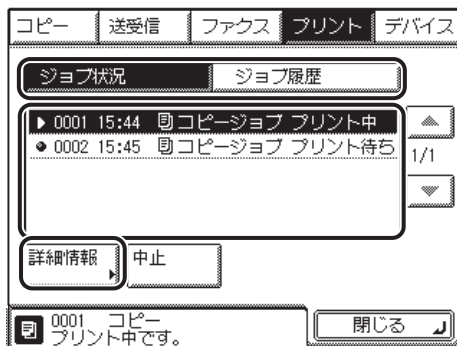 コピー 送受信 ファクス プリント デバイス
ジョブ状況 ジョブ履歴
0001 15:44 コピージョブ プリント中
0002 15:45 コピージョブ プリント待ち
1/1
詳細情報 中止
0001 コピー
プリント中です。
閉じる